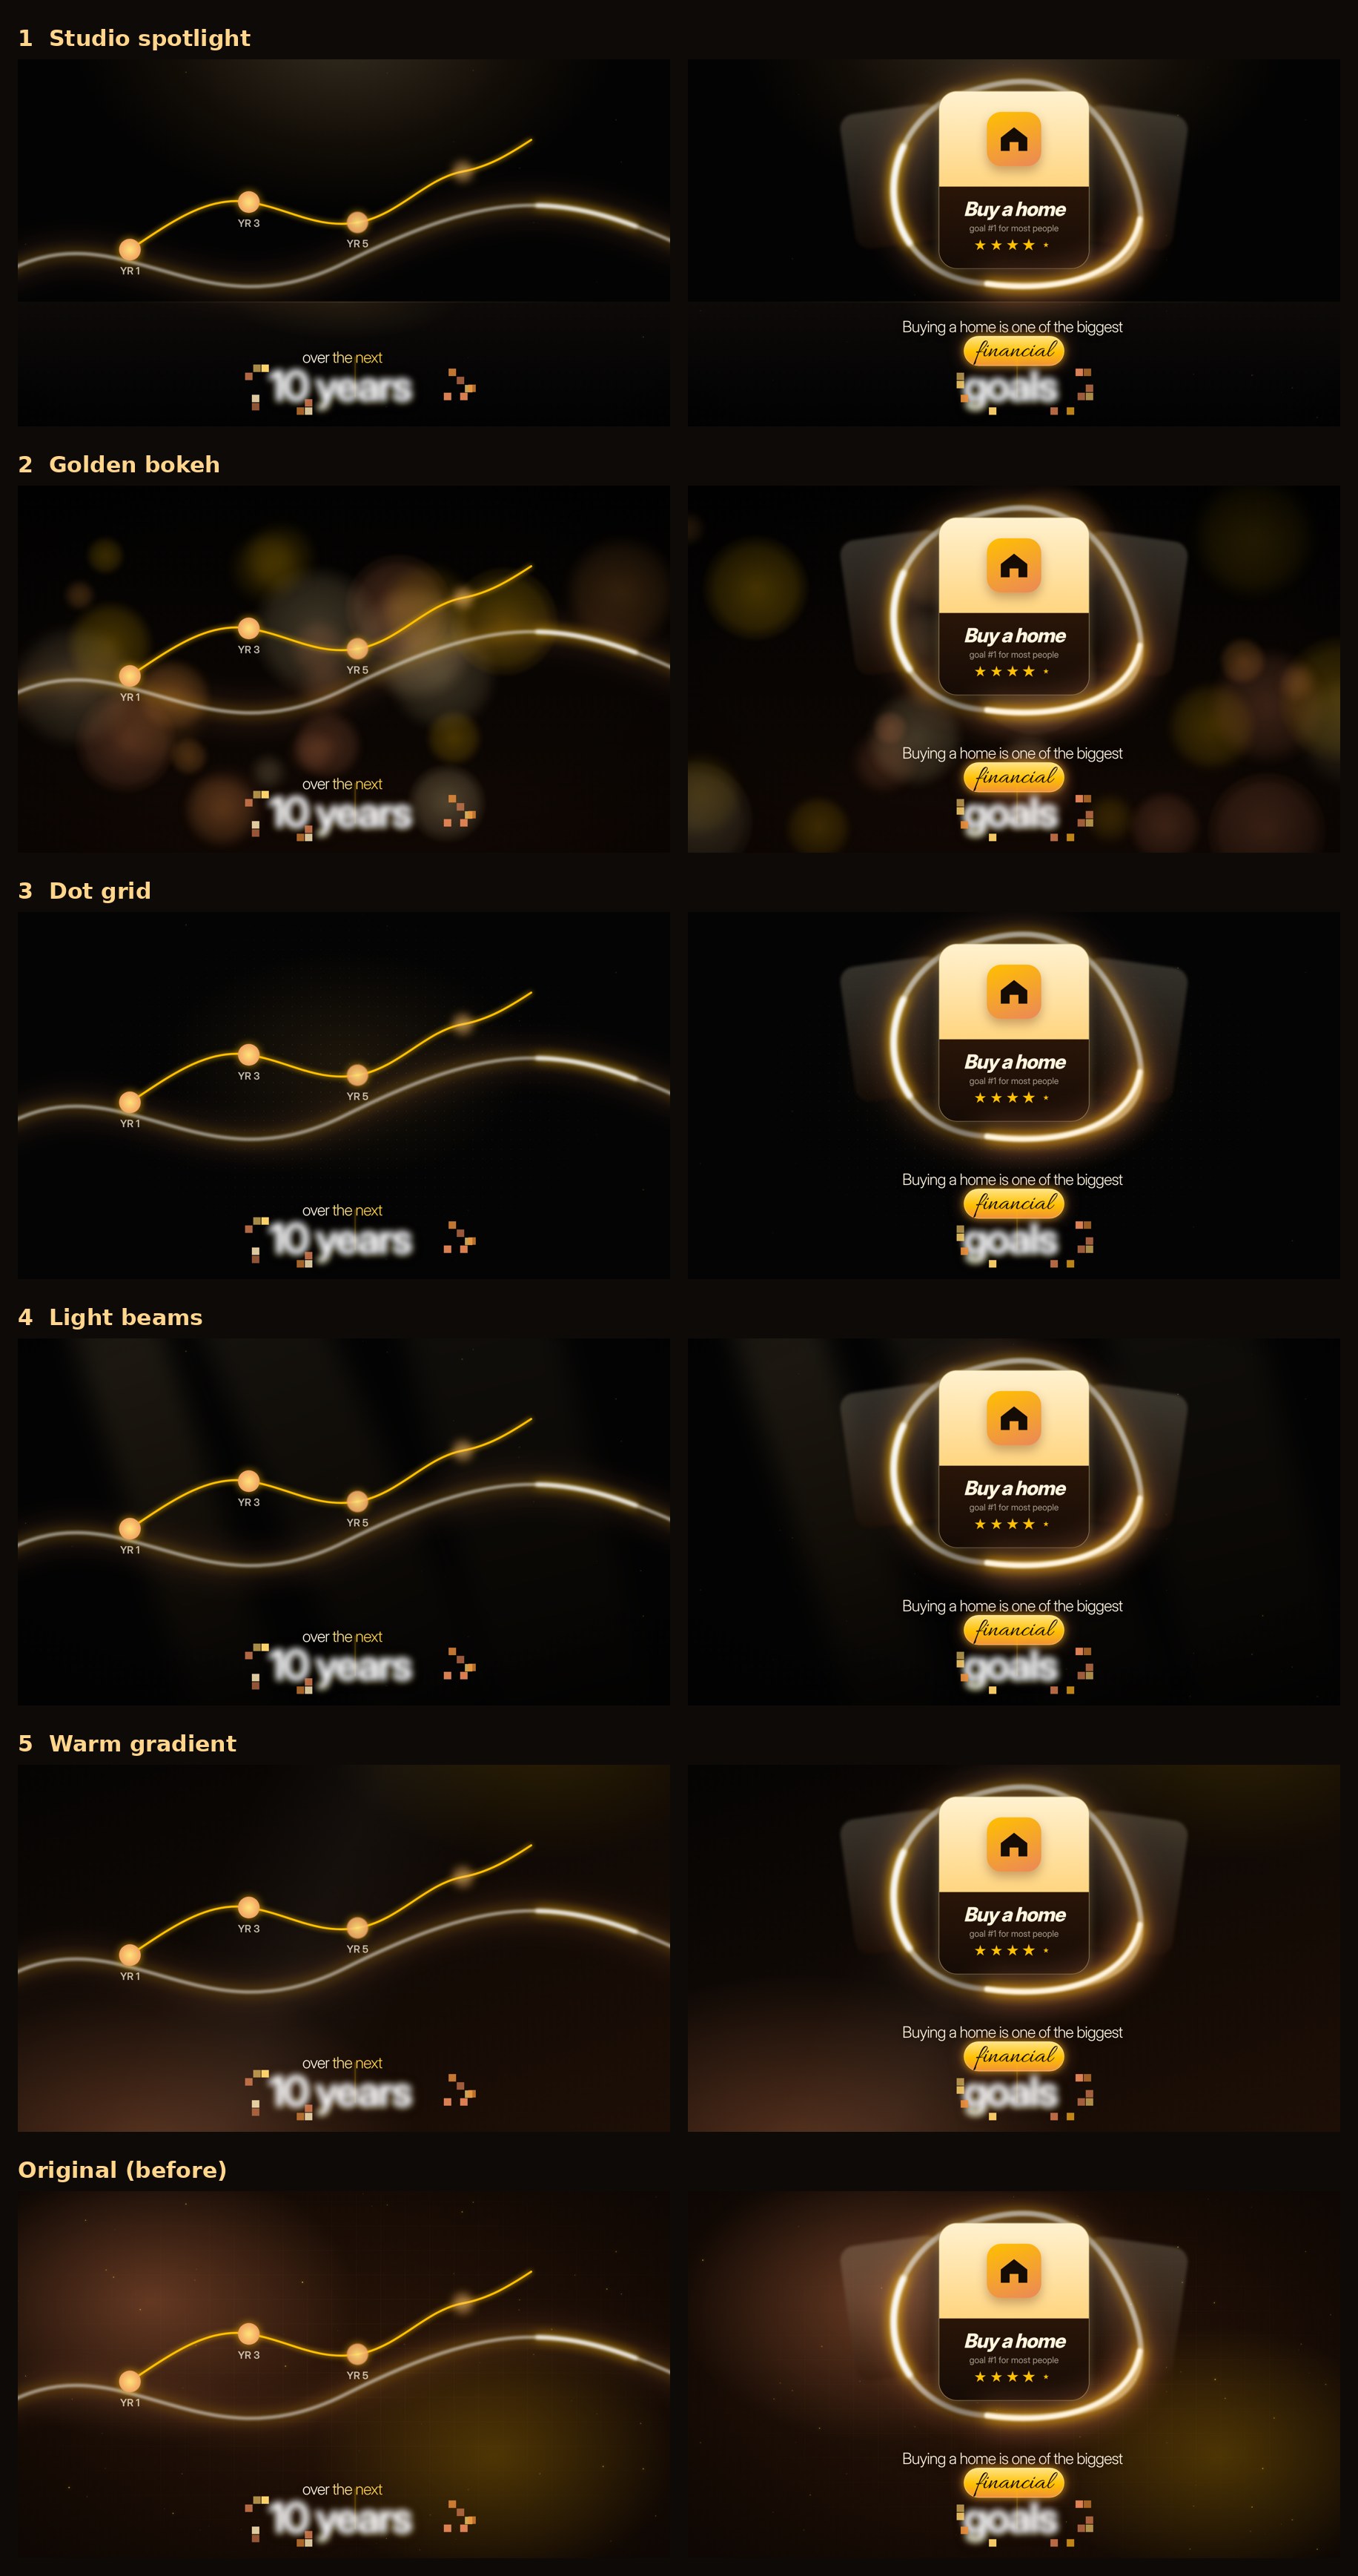 1 Studio spotlight
YR 1
YR 3
YR 5
over the next
10 years
Buy a home
goal #1 for most people
Buying a home is one of the biggest
financial
goals
2 Golden bokeh
YR 1
YR 3
YR 5
over the next
10 years
Buy a home
goal #1 for most people
Buying a home is one of the biggest
financial
goals
3 Dot grid
YR 1
YR 3
YR 5
over the next
10 years
Buy a home
goal #1 for most people
Buying a home is one of the biggest
financial
goals
4 Light beams
YR 1
YR 3
YR 5
over the next
10 years
Buy a home
goal #1 for most people
Buying a home is one of the biggest
financial
goals
5 Warm gradient
YR 1
YR 3
YR 5
over the next
10 years
Buy a home
goal #1 for most people
Buying a home is one of the biggest
financial
goals
Original (before)
YR 1
YR 3
YR 5
over the next
10 years
Buy a home
goal #1 for most people
Buying a home is one of the biggest
financial
goals